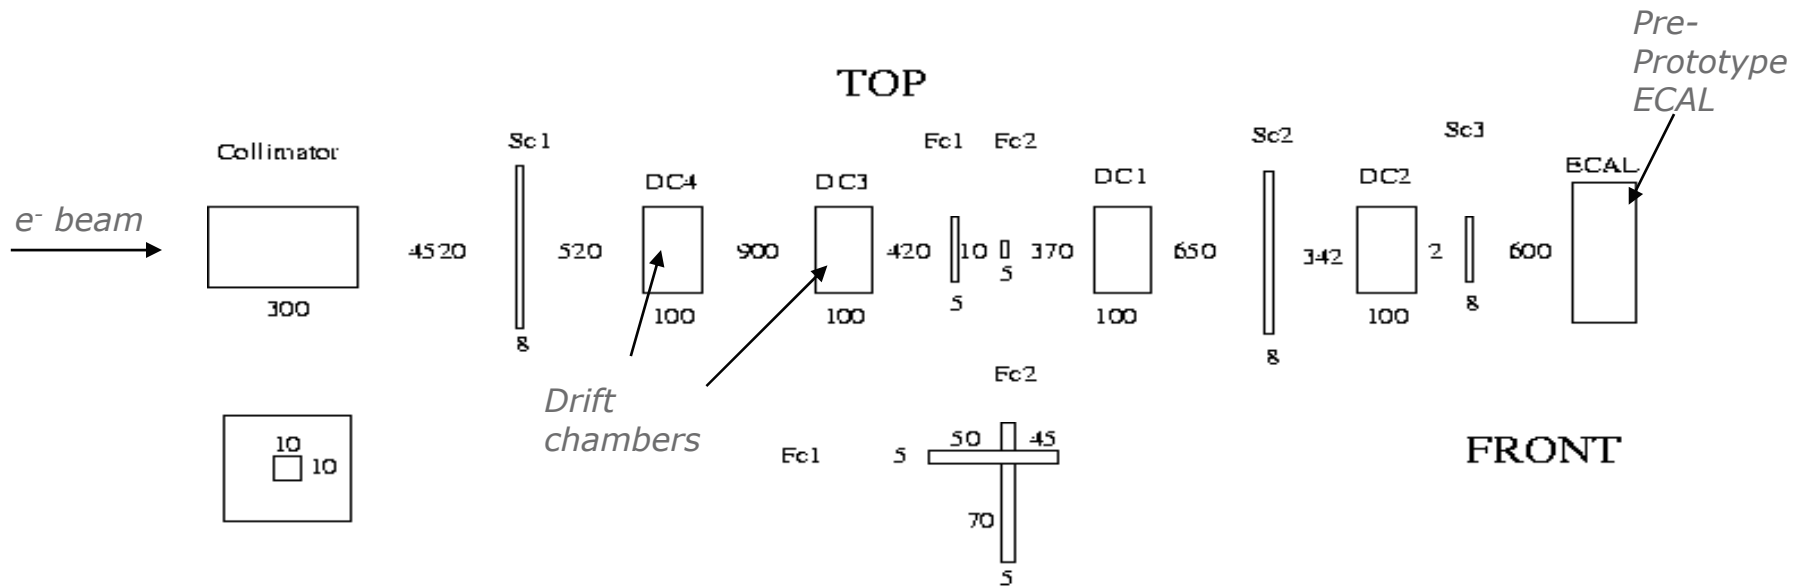 Pre-
Prototype
ECAL
TOP
Sc1 Fc1 Fc2 Sc2 Sc3
Collimator DC4 DC3 DC1 DC2 ECAL
e- beam 4520 520 900 420 10 370 650 342 2 600
5
300 100 100 5 100 100 8
8 8
Drift
chambers
Fc2
10
10
Fc1 5 50 45
FRONT
70
5